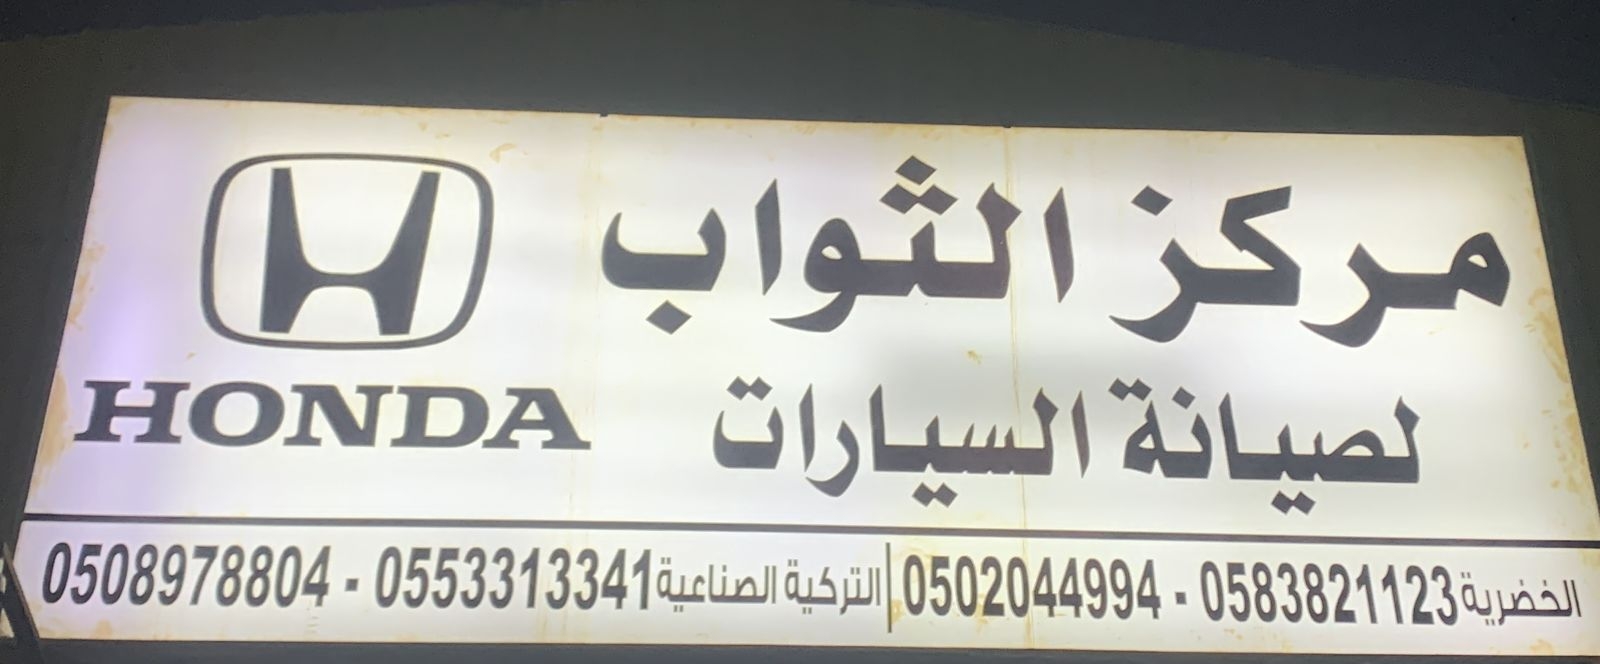 مركز الثواب
لصيانة السيارات
HONDA
الخضرية 0583821123 - 0502044994 | التركية الصناعية 0553313341 - 0508978804